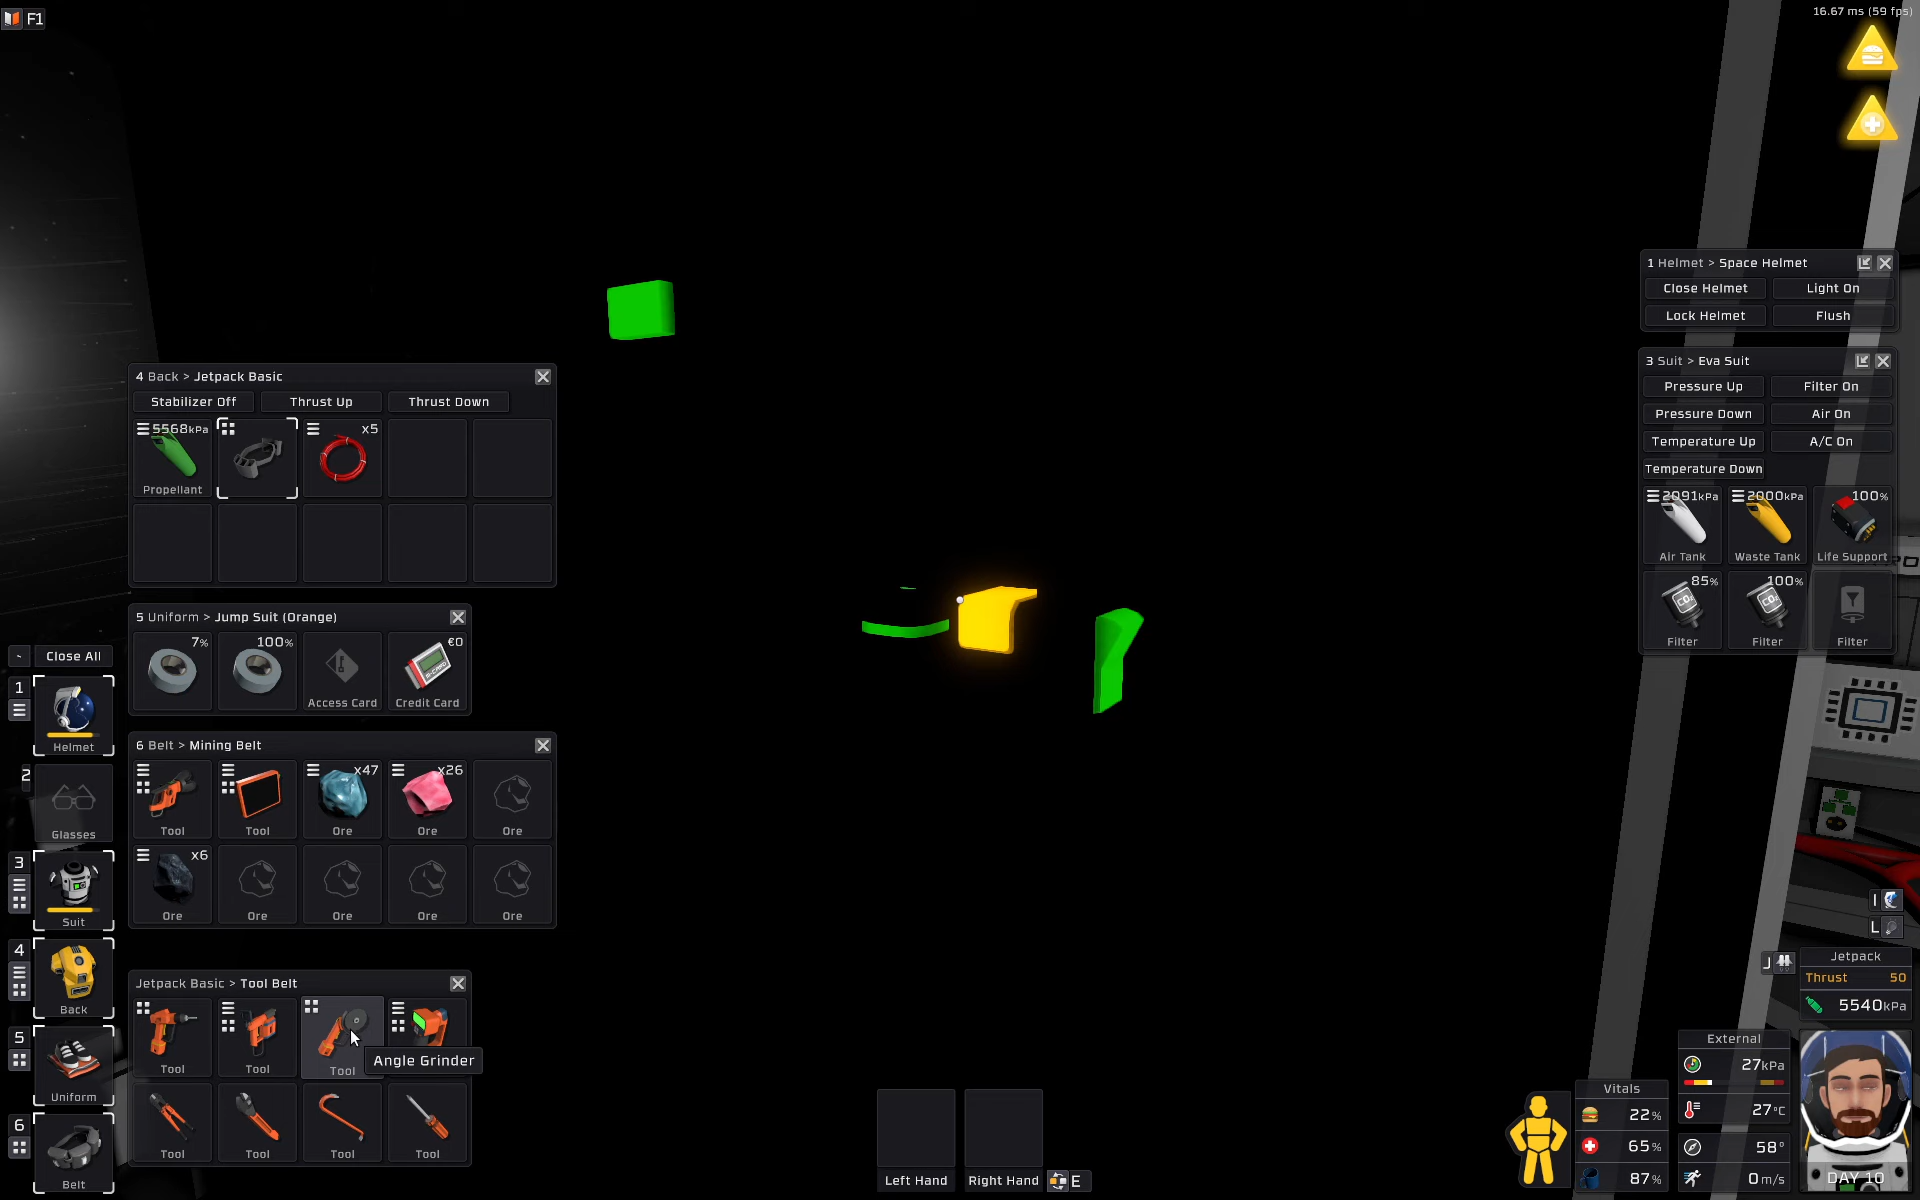 F1
16.67 ms (59 fps)
1 Helmet > Space Helmet
Close Helmet
Light On
Lock Helmet
Flush
3 Suit > Eva Suit
Pressure Up
Filter On
Pressure Down
Air On
Temperature Up
A/C On
Temperature Down
2091kPa
2000kPa
100%
Air Tank
Waste Tank
Life Support
85%
100%
CO₂
CO₂
Filter
Filter
Filter
4 Back > Jetpack Basic
Stabilizer Off
Thrust Up
Thrust Down
5568kPa
x5
Propellant
5 Uniform > Jump Suit (Orange)
7%
100%
€0
Access Card
Credit Card
6 Belt > Mining Belt
x47
x26
Tool
Tool
Ore
Ore
Ore
x6
Ore
Ore
Ore
Ore
Ore
Jetpack Basic > Tool Belt
Tool
Tool
Tool
Angle Grinder
Tool
Tool
Tool
Tool
~
Close All
1
Helmet
2
Glasses
3
Suit
4
Back
5
Uniform
6
Belt
Left Hand
Right Hand
E
I
L
J
Jetpack
Thrust 50
5540kPa
External
27kPa
27°C
58°
0m/s
Vitals
22%
65%
87%
DAY 10